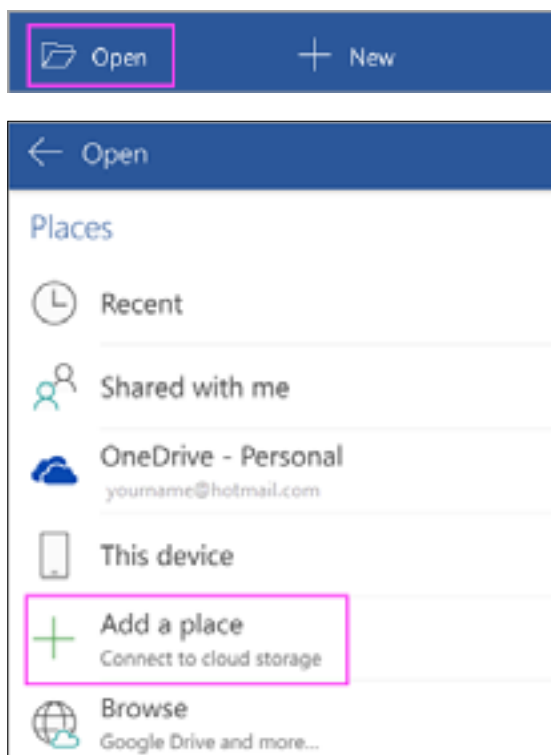 Open
New
Open
Places
Recent
Shared with me
OneDrive - Personal
yourname@hotmail.com
This device
Add a place
Connect to cloud storage
Browse
Google Drive and more...